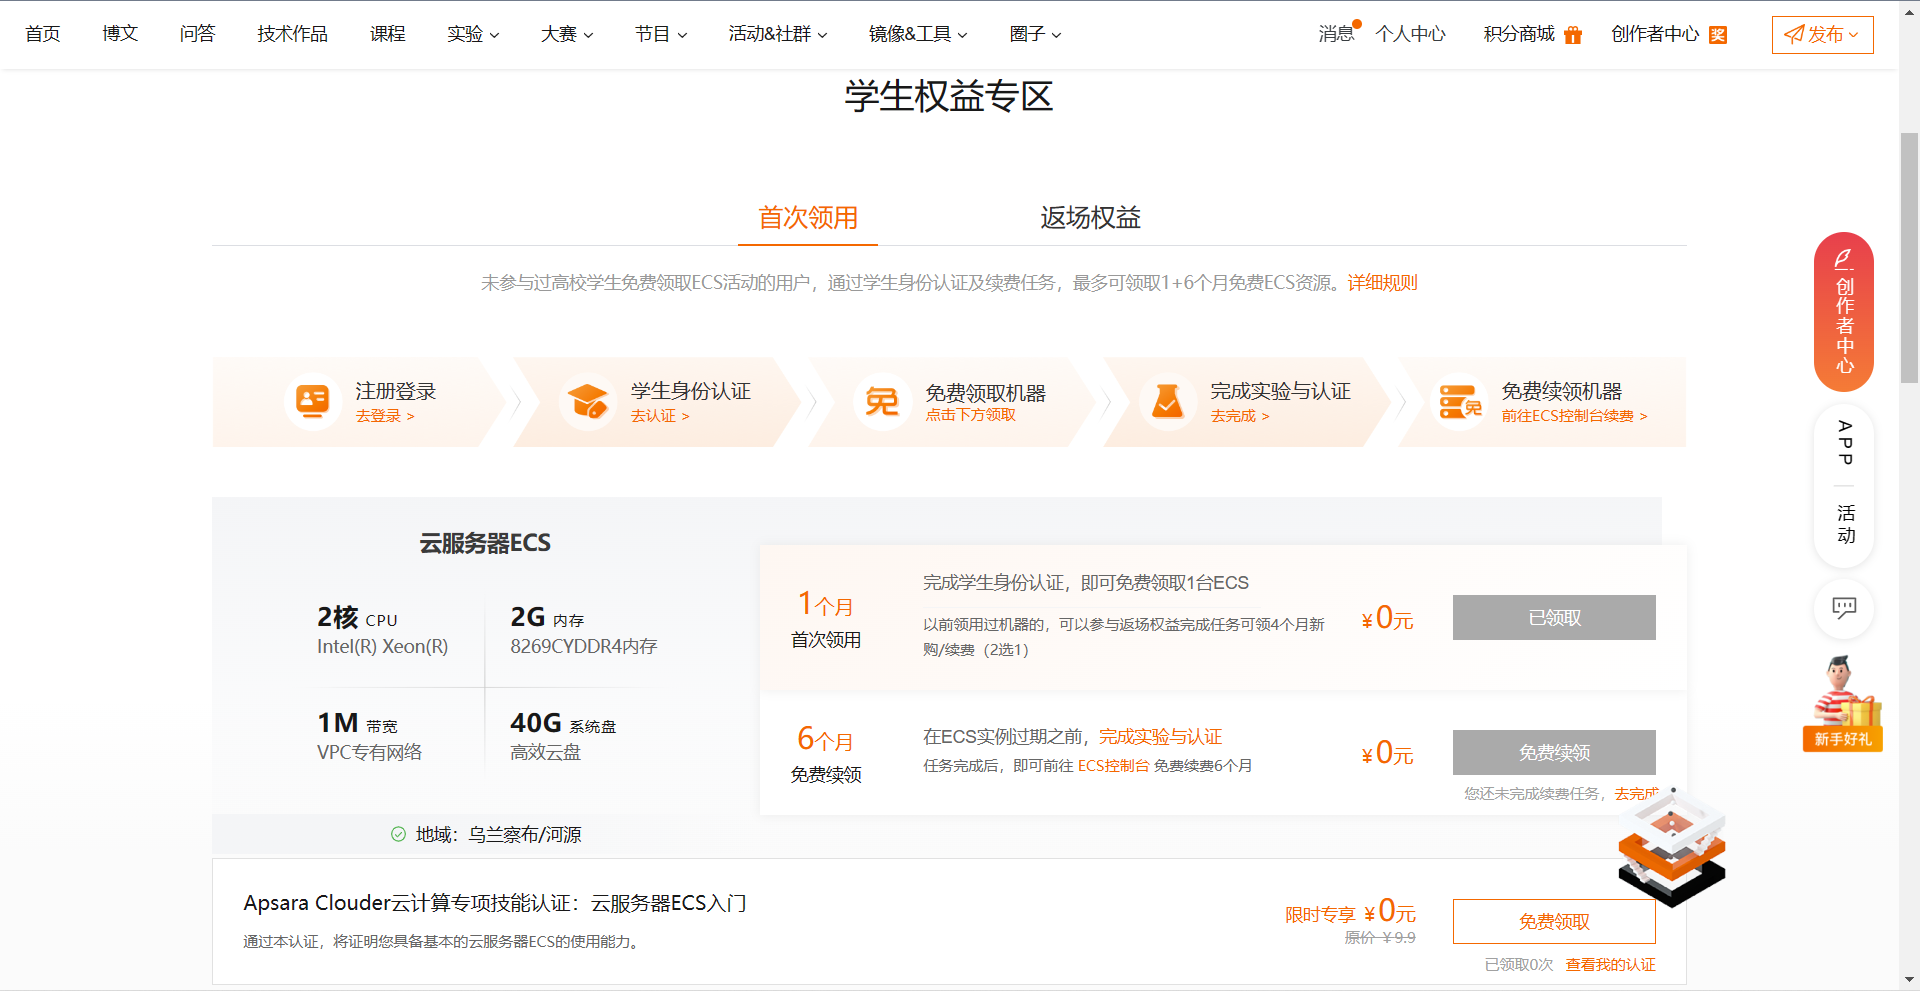 首页 博文 问答 技术作品 课程 实验 大赛 节目 活动&社群 镜像&工具 圈子 消息 个人中心 积分商城 创作者中心 奖 发布
学生权益专区
首次领用 返场权益
未参与过高校学生免费领取ECS活动的用户，通过学生身份认证及续费任务，最多可领取1+6个月免费ECS资源。详细规则
注册登录
去登录 >
学生身份认证
去认证 >
免
免费领取机器
点击下方领取
完成实验与认证
去完成 >
免
免费续领机器
前往ECS控制台续费 >
云服务器ECS
2核 CPU
Intel(R) Xeon(R)
2G 内存
8269CYDDR4内存
1M 带宽
VPC专有网络
40G 系统盘
高效云盘
地域：乌兰察布/河源
1个月
首次领用
完成学生身份认证，即可免费领取1台ECS
以前领用过机器的，可以参与返场权益完成任务可领4个月新
购/续费（2选1）
¥0元
已领取
6个月
免费续领
在ECS实例过期之前，完成实验与认证
任务完成后，即可前往 ECS控制台 免费续费6个月
¥0元
免费续领
您还未完成续费任务，去完成
Apsara Clouder云计算专项技能认证：云服务器ECS入门
通过本认证，将证明您具备基本的云服务器ECS的使用能力。
限时专享 ¥0元
原价 ¥9.9
免费领取
已领取0次 查看我的认证
创作者中心
APP
活动
新手好礼